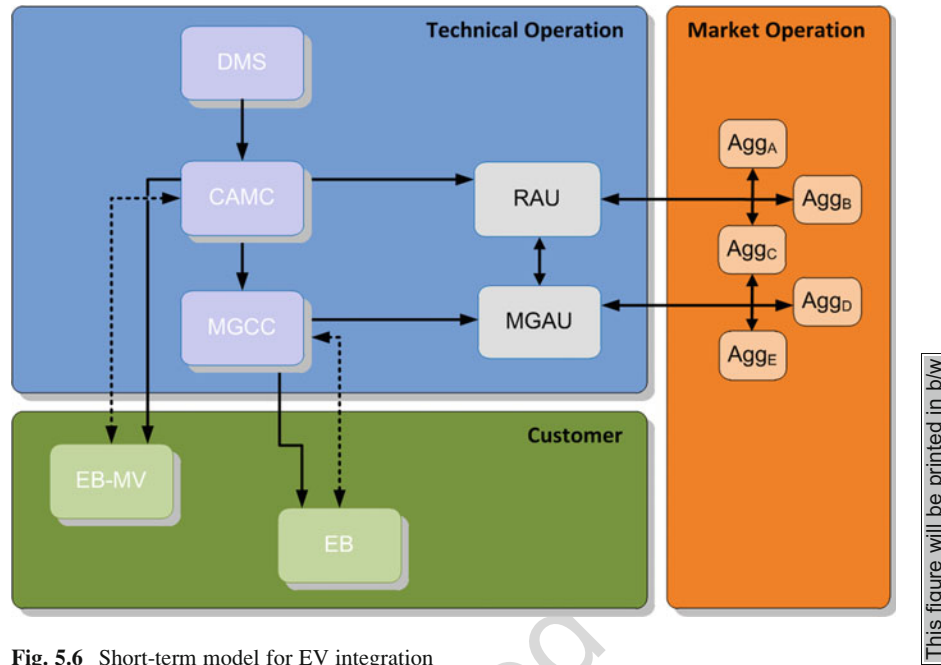 Technical Operation
Market Operation
DMS
CAMC
RAU
MGCC
MGAU
AggA
AggB
AggC
AggD
AggE
Customer
EB-MV
EB
Fig. 5.6 Short-term model for EV integration
This figure will be printed in b/w